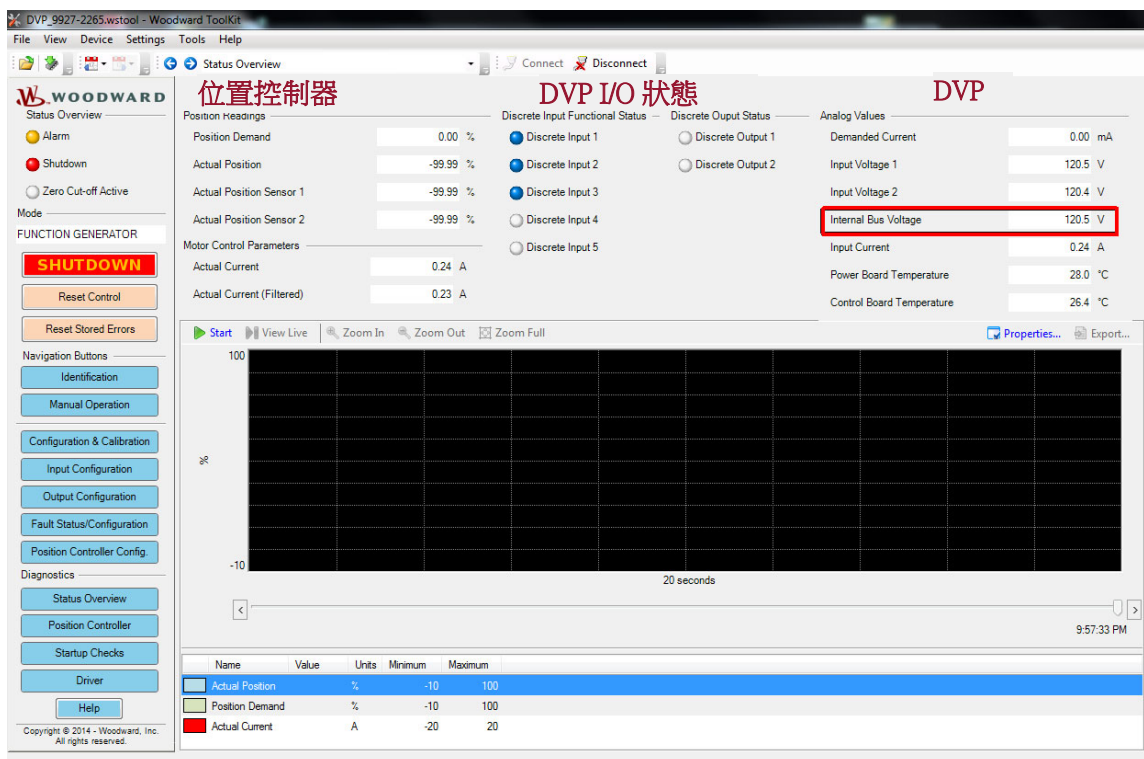 DVP_9927-2265.wstool - Woodward ToolKit
File View Device Settings Tools Help
Status Overview
Connect Disconnect
WOODWARD
Status Overview
Alarm
Shutdown
Zero Cut-off Active
Mode
FUNCTION GENERATOR
SHUTDOWN
Reset Control
Reset Stored Errors
Navigation Buttons
Identification
Manual Operation
Configuration & Calibration
Input Configuration
Output Configuration
Fault Status/Configuration
Position Controller Config.
Diagnostics
Status Overview
Position Controller
Startup Checks
Driver
Help
Copyright © 2014 - Woodward, Inc.
All rights reserved.
位置控制器
Position Readings
Position Demand 0.00 %
Actual Position -99.99 %
Actual Position Sensor 1 -99.99 %
Actual Position Sensor 2 -99.99 %
Motor Control Parameters
Actual Current 0.24 A
Actual Current (Filtered) 0.23 A
DVP I/O 狀態
Discrete Input Functional Status
Discrete Input 1
Discrete Input 2
Discrete Input 3
Discrete Input 4
Discrete Input 5
Discrete Ouput Status
Discrete Output 1
Discrete Output 2
DVP
Analog Values
Demanded Current 0.00 mA
Input Voltage 1 120.5 V
Input Voltage 2 120.4 V
Internal Bus Voltage 120.5 V
Input Current 0.24 A
Power Board Temperature 28.0 °C
Control Board Temperature 26.4 °C
Start View Live Zoom In Zoom Out Zoom Full Properties... Export...
100
%
-10
20 seconds
9:57:33 PM
Name Value Units Minimum Maximum
Actual Position % -10 100
Position Demand % -10 100
Actual Current A -20 20